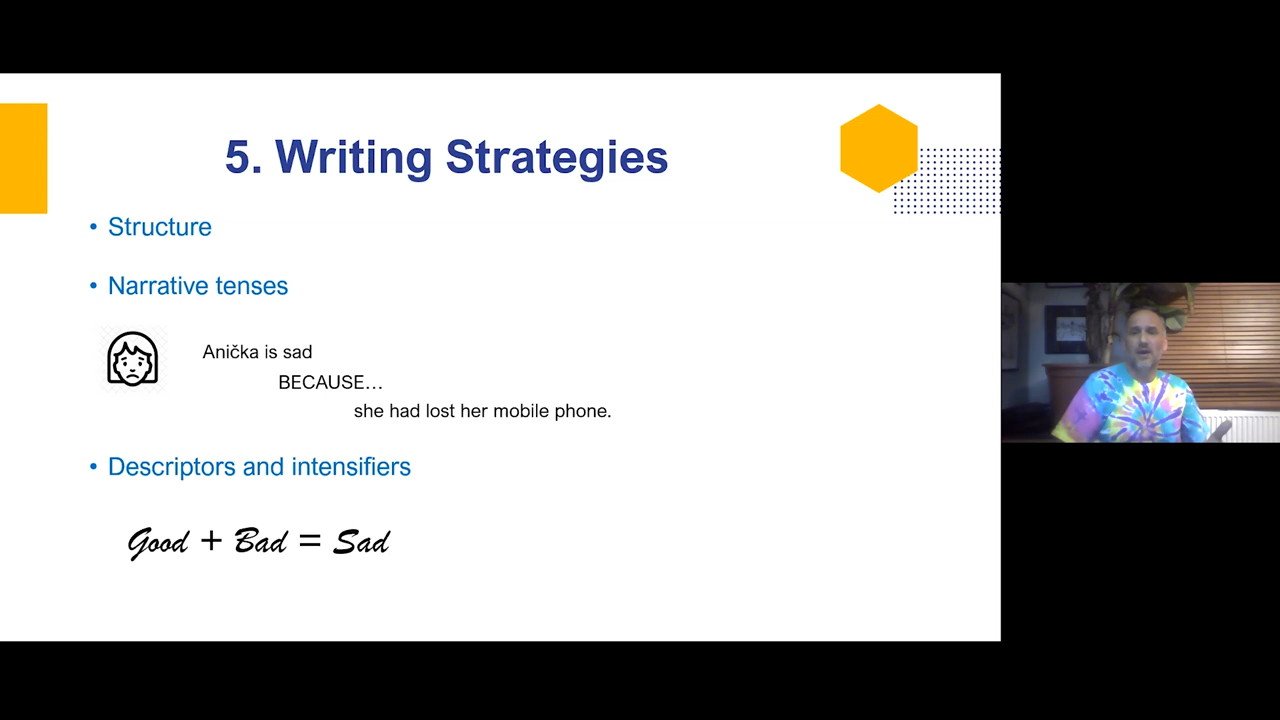 5. Writing Strategies
• Structure
• Narrative tenses
Anička is sad
BECAUSE…
she had lost her mobile phone.
• Descriptors and intensifiers
Good + Bad = Sad